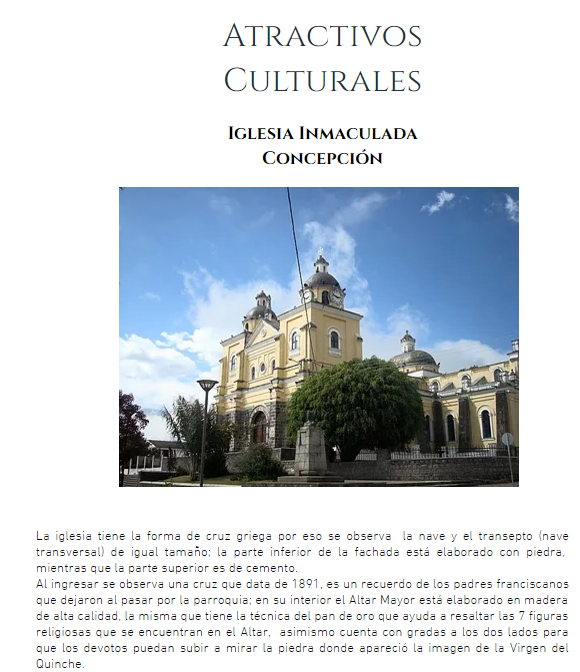 Atractivos
Culturales
Iglesia Inmaculada
Concepción
La iglesia tiene la forma de cruz griega por eso se observa la nave y el transepto (nave
transversal) de igual tamaño; la parte inferior de la fachada está elaborado con piedra,
mientras que la parte superior es de cemento.
Al ingresar se observa una cruz que data de 1891, es un recuerdo de los padres franciscanos
que dejaron al pasar por la parroquia; en su interior el Altar Mayor está elaborado en madera
de alta calidad, la misma que tiene la técnica del pan de oro que ayuda a resaltar las 7 figuras
religiosas que se encuentran en el Altar, asimismo cuenta con gradas a los dos lados para
que los devotos puedan subir a mirar la piedra donde apareció la imagen de la Virgen del
Quinche.